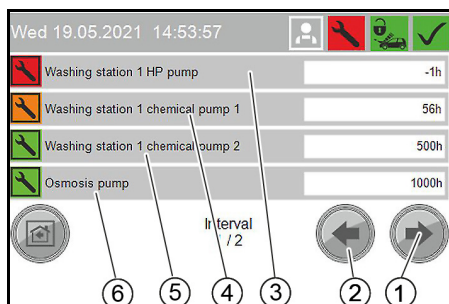 Wed 19.05.2021 14:53:57
Washing station 1 HP pump -1h
Washing station 1 chemical pump 1 56h
Washing station 1 chemical pump 2 500h
Osmosis pump 1000h
Interval
/ 2
6 5 4 3 2 1